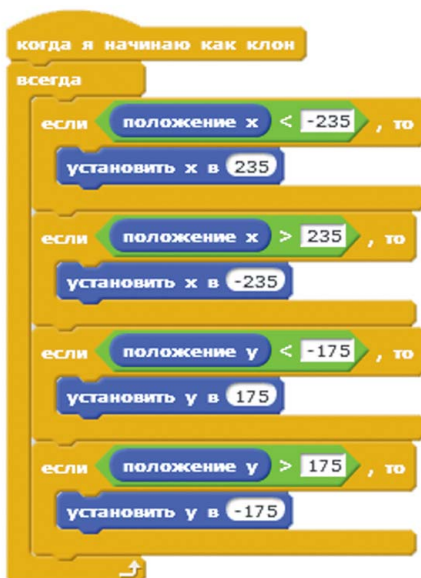 когда я начинаю как клон
всегда
если положение x < -235 , то
установить x в 235
если положение x > 235 , то
установить x в -235
если положение y < -175 , то
установить y в 175
если положение y > 175 , то
установить y в -175